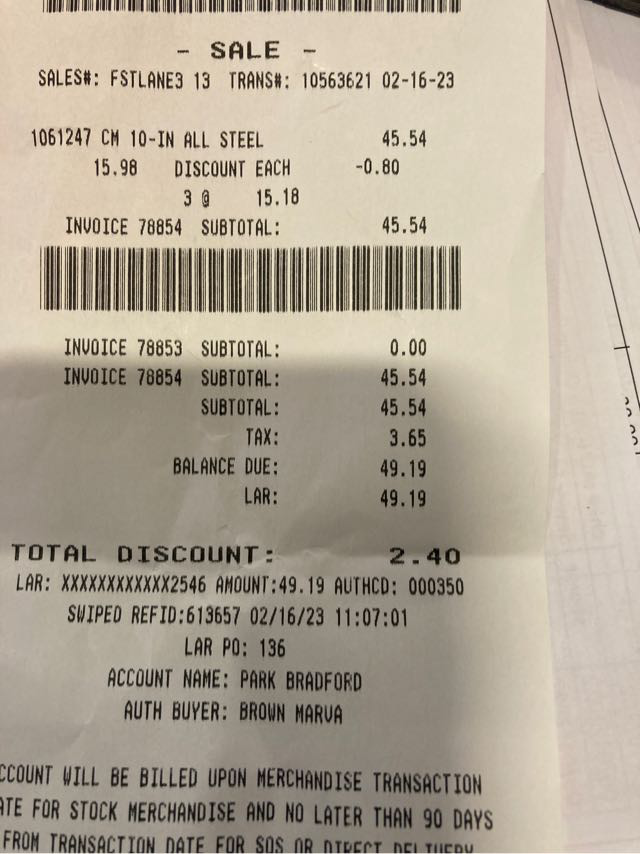 - SALE -
SALES#: FSTLANE3 13 TRANS#: 10563621 02-16-23
1061247 CM 10-IN ALL STEEL 45.54
15.98 DISCOUNT EACH -0.80
3 @ 15.18
INVOICE 78854 SUBTOTAL: 45.54
INVOICE 78853 SUBTOTAL: 0.00
INVOICE 78854 SUBTOTAL: 45.54
SUBTOTAL: 45.54
TAX: 3.65
BALANCE DUE: 49.19
LAR: 49.19
TOTAL DISCOUNT: 2.40
LAR: XXXXXXXXXXXX2546 AMOUNT:49.19 AUTHCD: 000350
SWIPED REFID:613657 02/16/23 11:07:01
LAR PO: 136
ACCOUNT NAME: PARK BRADFORD
AUTH BUYER: BROWN MARVA
CCOUNT WILL BE BILLED UPON MERCHANDISE TRANSACTION
ATE FOR STOCK MERCHANDISE AND NO LATER THAN 90 DAYS
FROM TRANSACTION DATE FOR SOS OR DIRECT DELIVERY